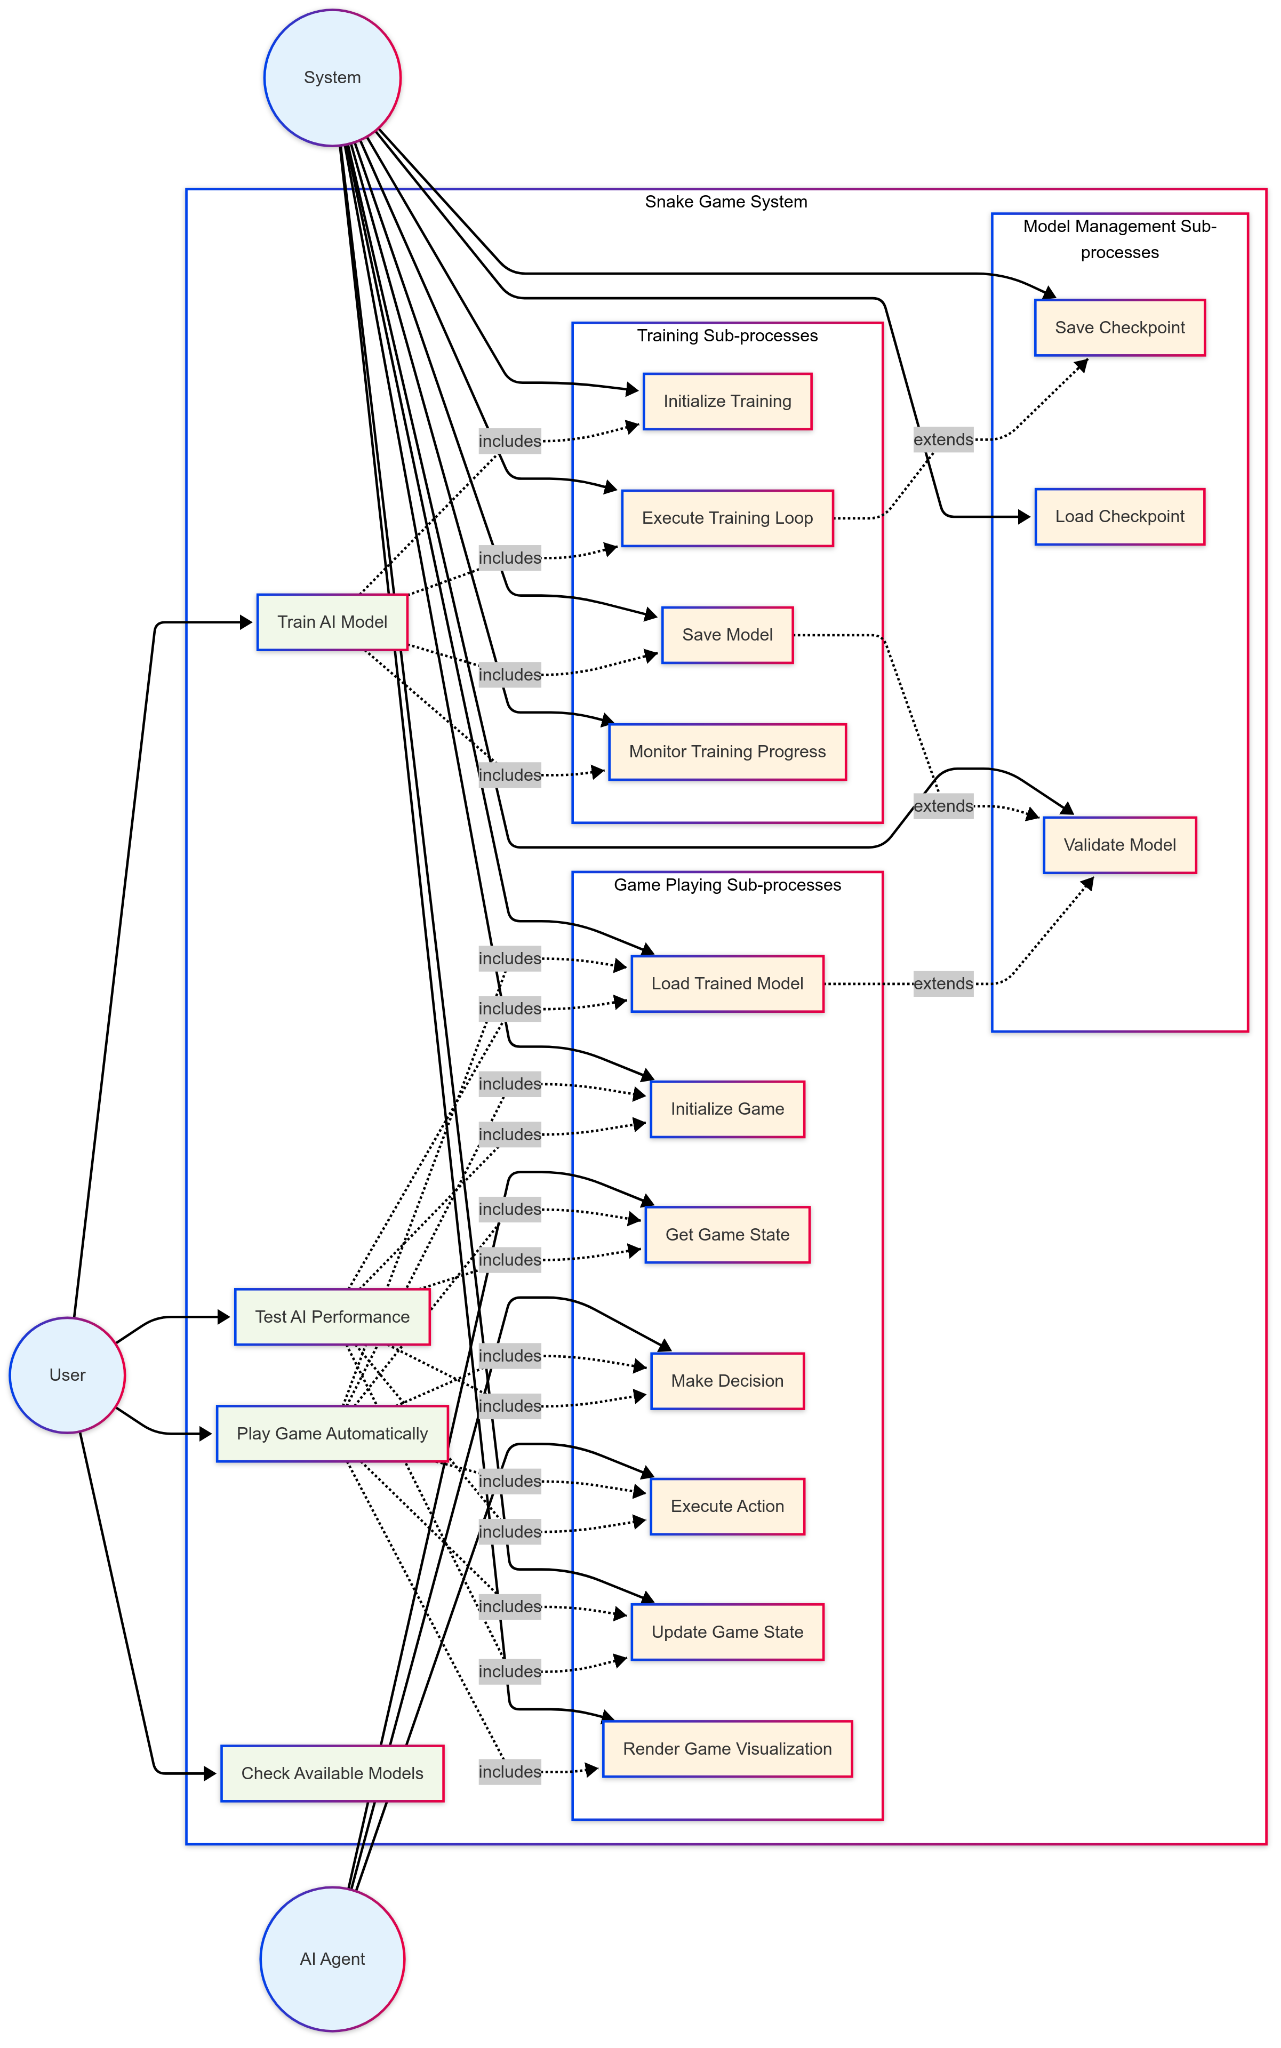 System
Snake Game System
Model Management Sub-
processes
Save Checkpoint
Training Sub-processes
Initialize Training
includes
extends
Execute Training Loop
Load Checkpoint
includes
Train AI Model
Save Model
includes
Monitor Training Progress
includes
extends
Validate Model
Game Playing Sub-processes
includes
Load Trained Model
extends
includes
includes
Initialize Game
includes
includes
Get Game State
includes
Test AI Performance
includes
User
Make Decision
includes
Play Game Automatically
includes
Execute Action
includes
includes
Update Game State
includes
Render Game Visualization
includes
Check Available Models
AI Agent